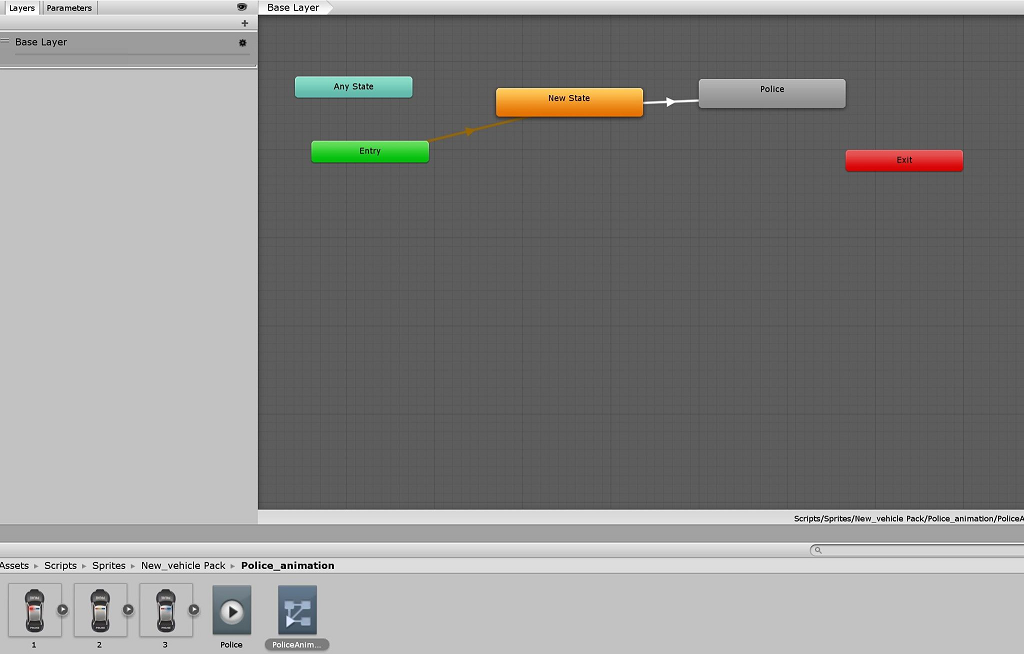 Layers Parameters
Base Layer
Base Layer
Any State
New State
Police
Entry
Exit
Scripts/Sprites/New_vehicle Pack/Police_animation/PoliceA
Assets ▸ Scripts ▸ Sprites ▸ New_vehicle Pack ▸ Police_animation
1 2 3 Police PoliceAnim...